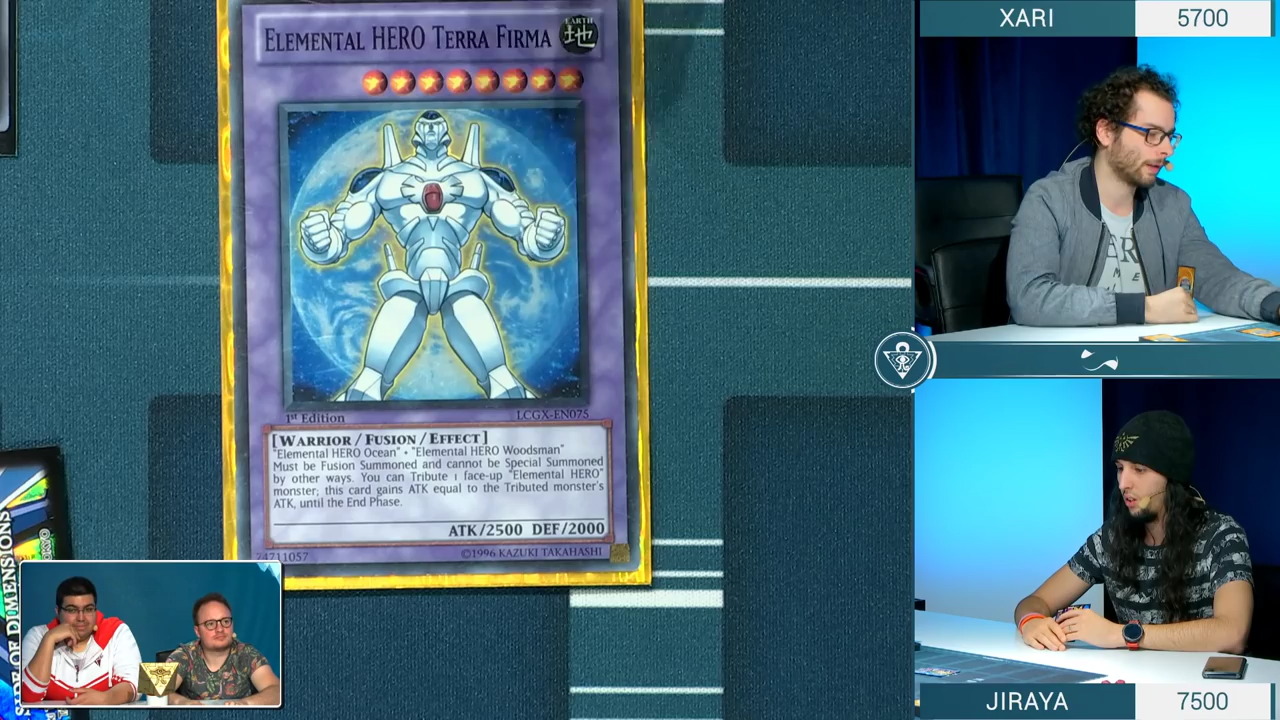 XARI
5700
ELEMENTAL HERO TERRA FIRMA
EARTH
地
1st Edition
LCGX-EN075
[WARRIOR / FUSION / EFFECT]
"Elemental HERO Ocean" + "Elemental HERO Woodsman"
Must be Fusion Summoned and cannot be Special Summoned
by other ways. You can Tribute 1 face-up "Elemental HERO"
monster; this card gains ATK equal to the Tributed monster's
ATK, until the End Phase.
ATK/2500 DEF/2000
74711057
©1996 KAZUKI TAKAHASHI
SIDE OF DIMENSIONS
JIRAYA
7500